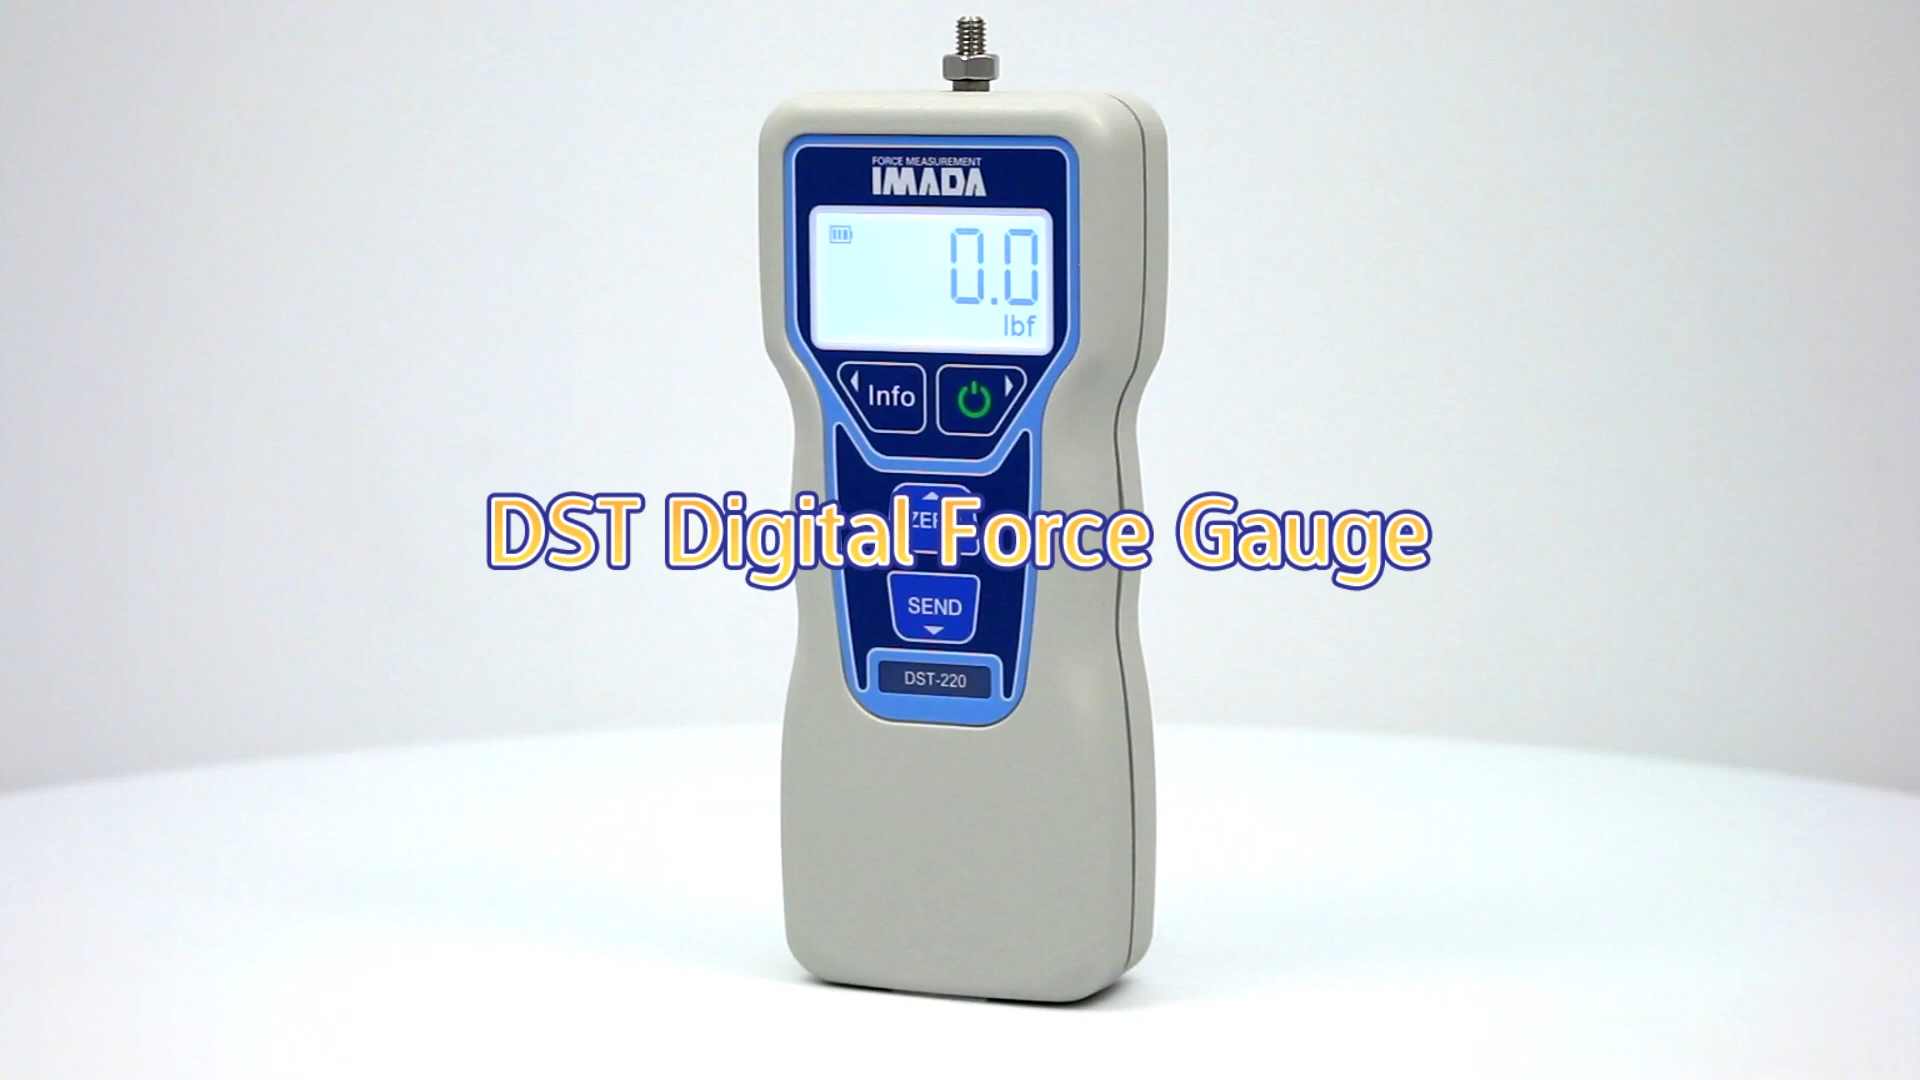 FORCE MEASUREMENT
IMADA
0.0
lbf
Info
DST Digital Force Gauge
SEND
DST-220